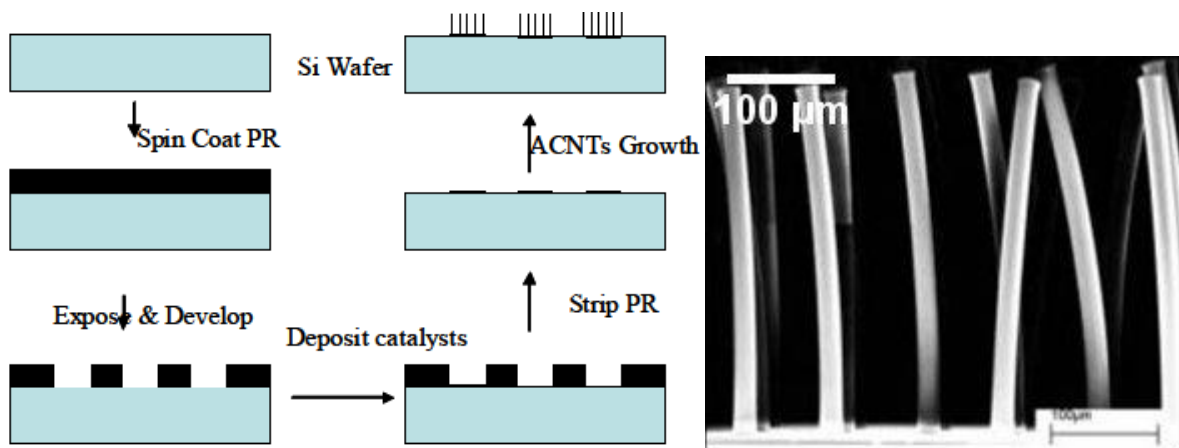 Si Wafer
Spin Coat PR
Expose & Develop
Deposit catalysts
Strip PR
ACNTs Growth
100 µm
100µm